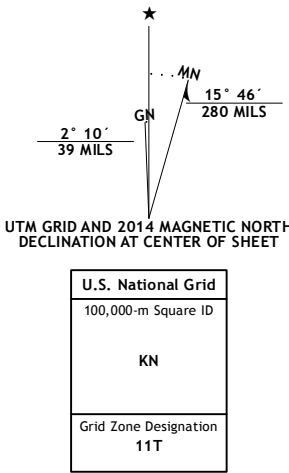 ★
MN
GN
15° 46´
280 MILS
2° 10´
39 MILS
UTM GRID AND 2014 MAGNETIC NORTH
DECLINATION AT CENTER OF SHEET
U.S. National Grid
100,000-m Square ID
KN
Grid Zone Designation
11T